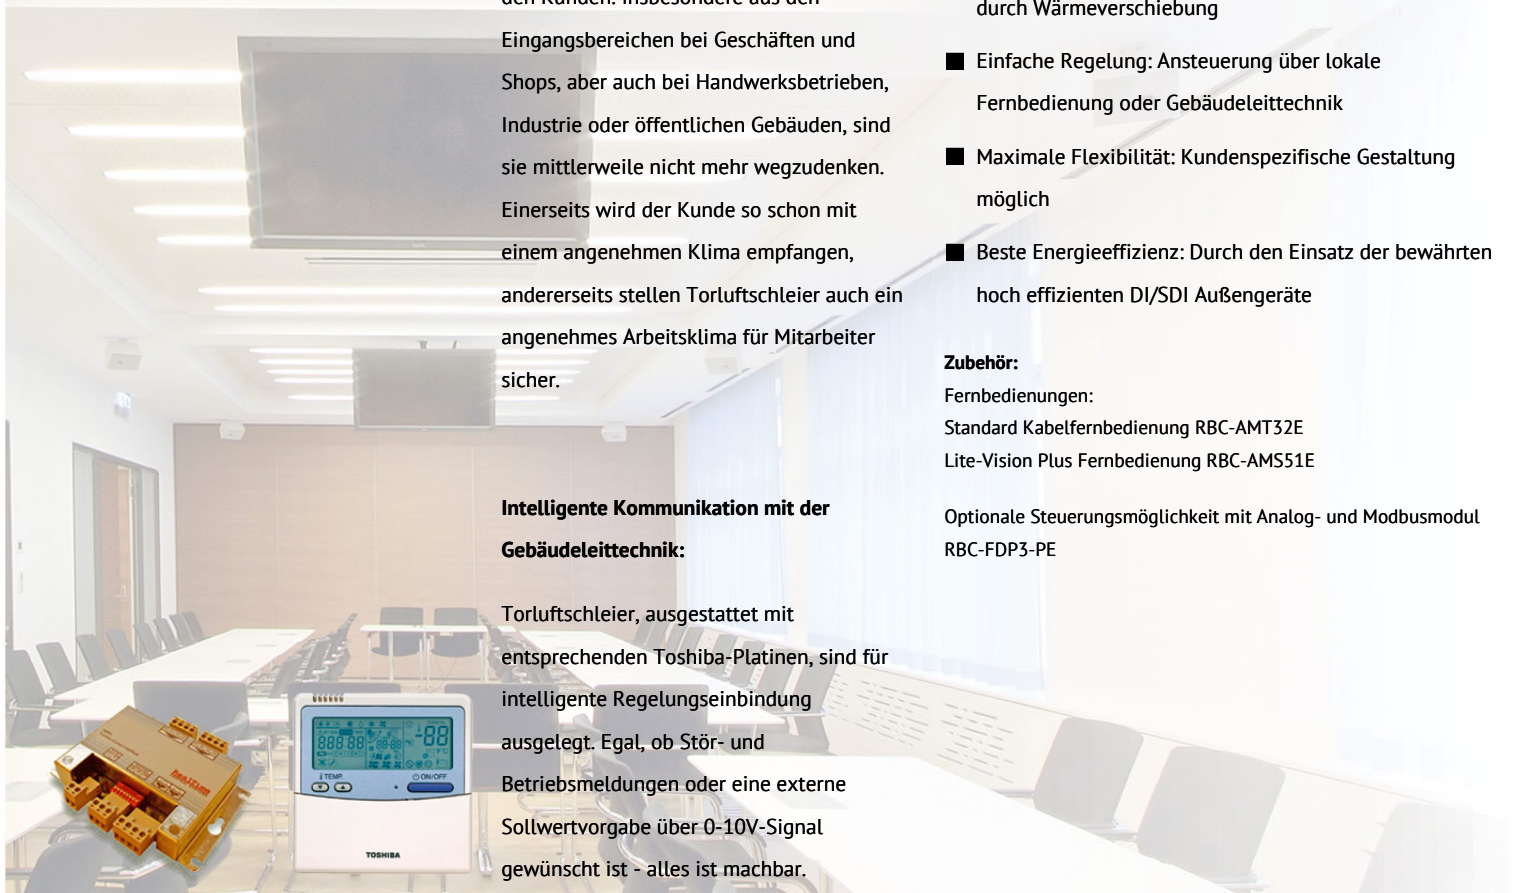 Eingangsbereichen bei Geschäften und
Shops, aber auch bei Handwerksbetrieben,
Industrie oder öffentlichen Gebäuden, sind
sie mittlerweile nicht mehr wegzudenken.
Einerseits wird der Kunde so schon mit
einem angenehmen Klima empfangen,
andererseits stellen Torluftschleier auch ein
angenehmes Arbeitsklima für Mitarbeiter
sicher.
Intelligente Kommunikation mit der
Gebäudeleittechnik:
Torluftschleier, ausgestattet mit
entsprechenden Toshiba-Platinen, sind für
intelligente Regelungseinbindung
ausgelegt. Egal, ob Stör- und
Betriebsmeldungen oder eine externe
Sollwertvorgabe über 0-10V-Signal
gewünscht ist - alles ist machbar.
durch Wärmeverschiebung
■ Einfache Regelung: Ansteuerung über lokale
Fernbedienung oder Gebäudeleittechnik
■ Maximale Flexibilität: Kundenspezifische Gestaltung
möglich
■ Beste Energieeffizienz: Durch den Einsatz der bewährten
hoch effizienten DI/SDI Außengeräte
Zubehör:
Fernbedienungen:
Standard Kabelfernbedienung RBC-AMT32E
Lite-Vision Plus Fernbedienung RBC-AMS51E
Optionale Steuerungsmöglichkeit mit Analog- und Modbusmodul
RBC-FDP3-PE
TEMP.
ON/OFF
TOSHIBA